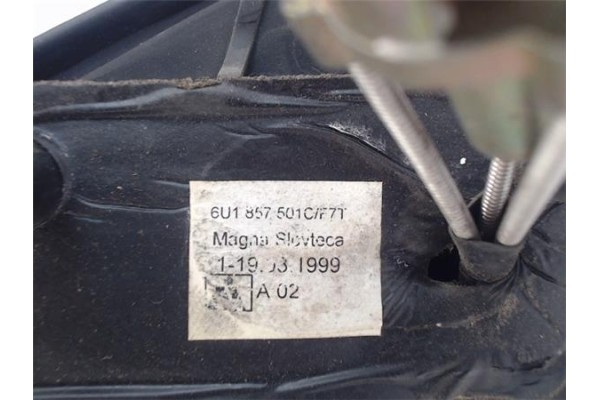 6U1 857 501C/F7T
Magna Slovteca
1-19.03.1999
A 02